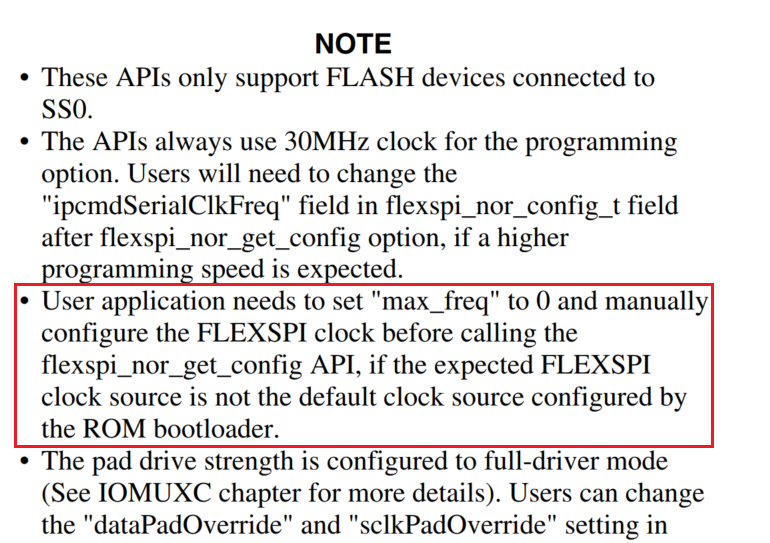 NOTE
• These APIs only support FLASH devices connected to
SS0.
• The APIs always use 30MHz clock for the programming
option. Users will need to change the
"ipcmdSerialClkFreq" field in flexspi_nor_config_t field
after flexspi_nor_get_config option, if a higher
programming speed is expected.
• User application needs to set "max_freq" to 0 and manually
configure the FLEXSPI clock before calling the
flexspi_nor_get_config API, if the expected FLEXSPI
clock source is not the default clock source configured by
the ROM bootloader.
• The pad drive strength is configured to full-driver mode
(See IOMUXC chapter for more details). Users can change
the "dataPadOverride" and "sclkPadOverride" setting in